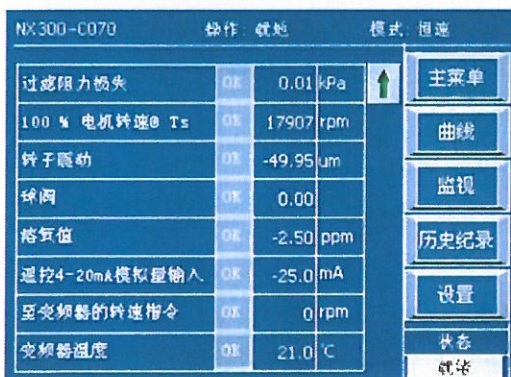 NX300-C070 操作: 就绪 模式: 恒速
过滤阻力损失 OK 0.01 kPa
主菜单
100 % 电机转速@ Ts OK 17907 rpm
曲线
转子脉动 OK -49.95 um
球阀 OK 0.00
监视
熔氧值 OK -2.50 ppm
历史纪录
遥控4-20mA模拟量输入 OK -25.0 mA
设置
至变频器的转速指令 OK 0 rpm
变频器温度 OK 21.0 ℃
状态
就绪